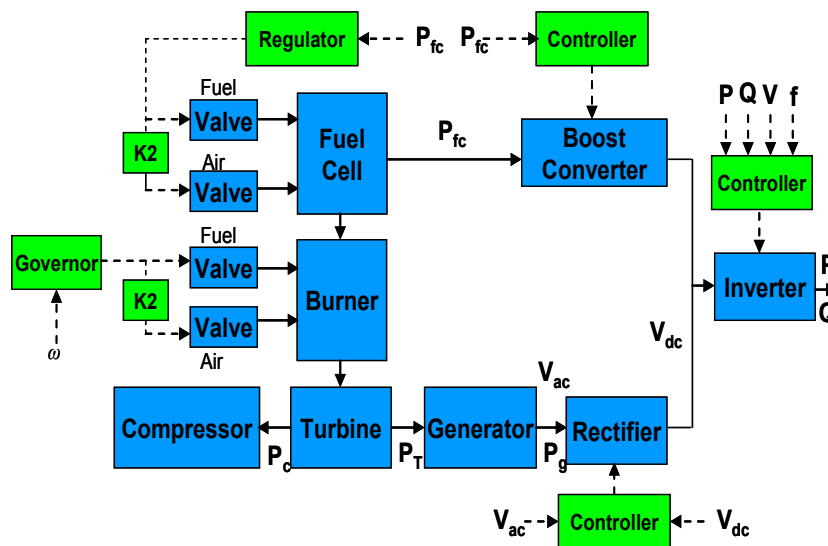 Regulator
P_fc
P_fc
Controller
Fuel
Valve
K2
Air
Valve
Fuel
Cell
P_fc
Boost
Converter
P Q V f
Controller
Governor
ω
Fuel
Valve
K2
Valve
Air
Burner
Inverter
P
Q
V_dc
V_ac
Compressor
P_c
Turbine
P_T
Generator
P_g
Rectifier
V_ac
Controller
V_dc